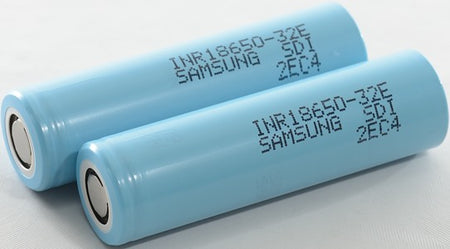 INR18650-32E
SAMSUNG SDI
2EC4
INR18650-32E
SAMSUNG SDI
2EC4